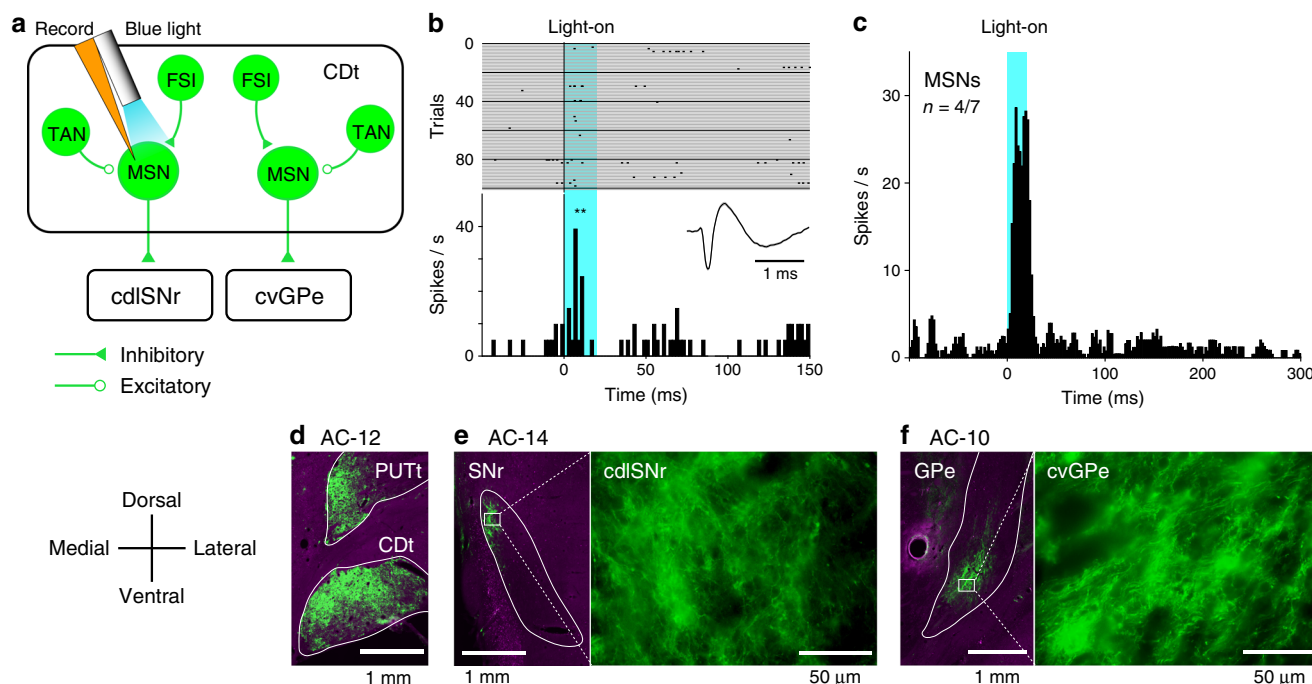 a
Record
Blue light
CDt
FSI
FSI
TAN
TAN
MSN
MSN
cdlSNr
cvGPe
Inhibitory
Excitatory
b
Light-on
0
40
80
Trials
**
40
20
0
Spikes / s
1 ms
0 50 100 150
Time (ms)
c
Light-on
MSNs
n = 4/7
30
20
10
0
Spikes / s
0 100 200 300
Time (ms)
Dorsal
Medial
Lateral
Ventral
d AC-12
PUTt
CDt
1 mm
e AC-14
SNr
cdlSNr
1 mm
50 µm
f AC-10
GPe
cvGPe
1 mm
50 µm